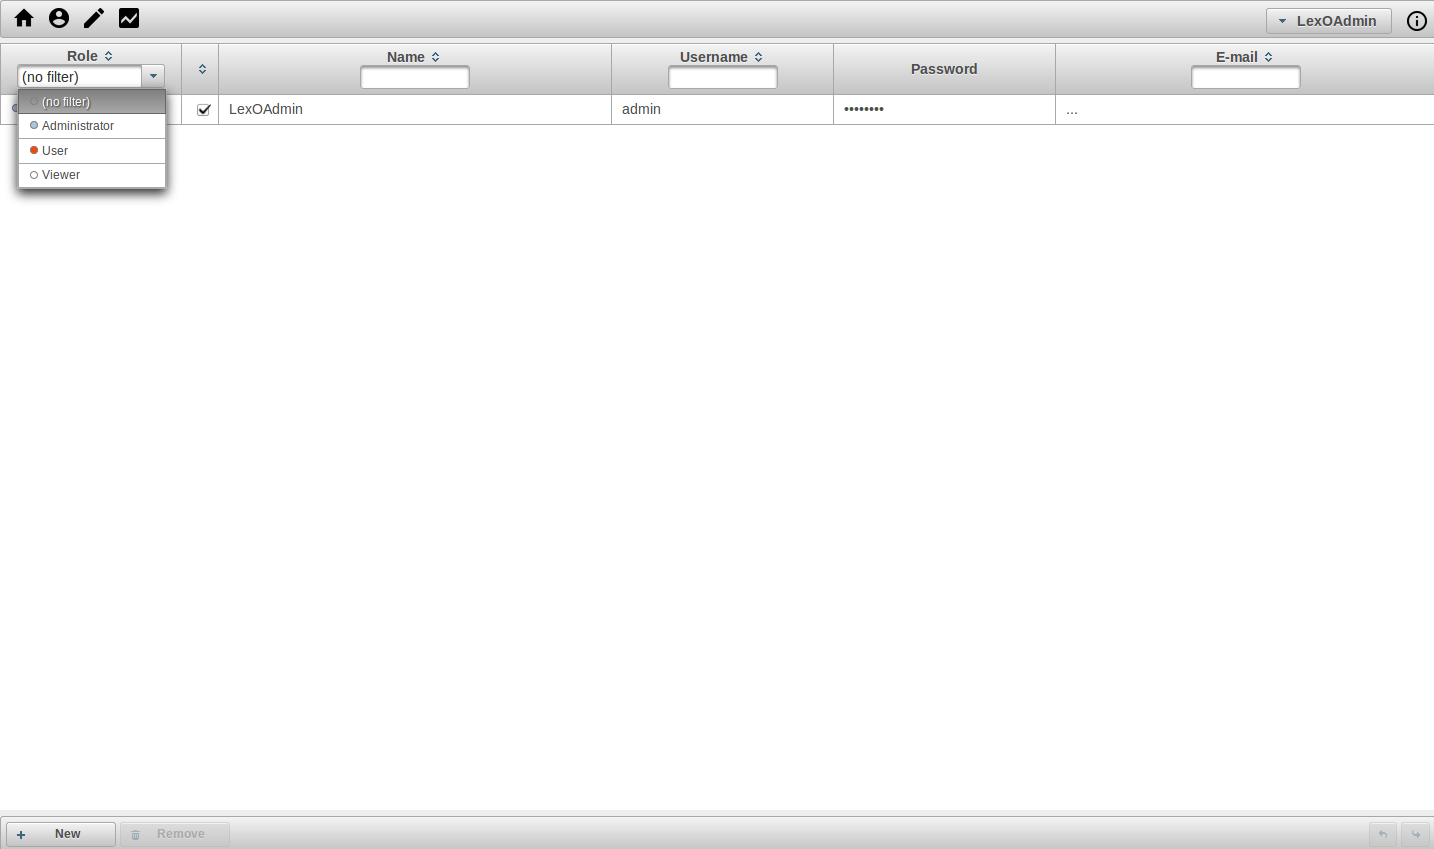 LexOAdmin
Role
(no filter)
Name
Username
Password
E-mail
LexOAdmin
admin
••••••••
...
(no filter)
Administrator
User
Viewer
New
Remove